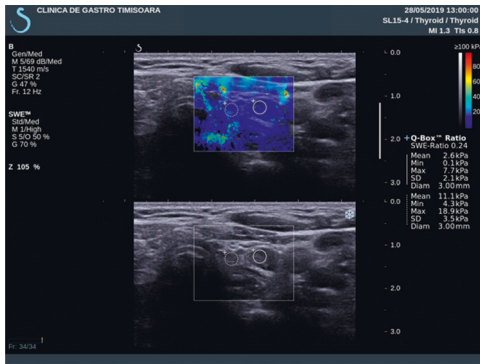 CLINICA DE GASTRO TIMISOARA
28/05/2019 13:00:00
SL15-4 / Thyroid / Thyroid
MI 1.3 TIs 0.8
B
Gen/Med
M 5/69 dB/Med
T 1540 m/s
SC/SR 2
G 47 %
Fr. 12 Hz
SWE™
Std/Med
M 1/High
S 5/O 50 %
G 70 %
Z 105 %
S
0.0
1.0
2.0
3.0
≥100 kPa
80
60
40
20
+Q-Box™ Ratio
SWE-Ratio 0.24
Mean 2.6kPa
Min 0.1kPa
Max 7.7kPa
SD 2.1kPa
Diam 3.00mm
Mean 11.1kPa
Min 4.3kPa
Max 18.9kPa
SD 3.5kPa
Diam 3.00mm
0.0
1.0
2.0
3.0
Fr: 34/34